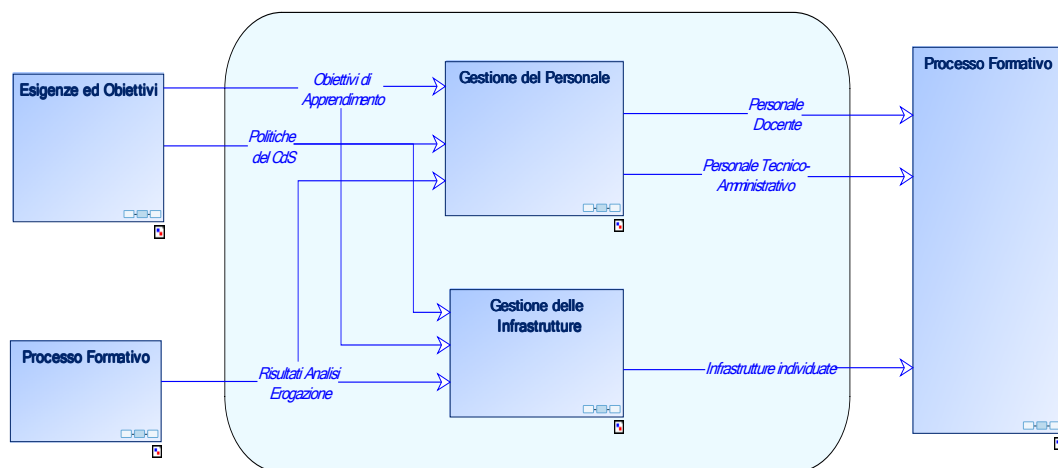 Esigenze ed Obiettivi
Obiettivi di
Apprendimento
Politiche
del CdS
Gestione del Personale
Personale
Docente
Personale Tecnico-
Amministrativo
Processo Formativo
Processo Formativo
Risultati Analisi
Erogazione
Gestione delle
Infrastrutture
Infrastrutture individuate